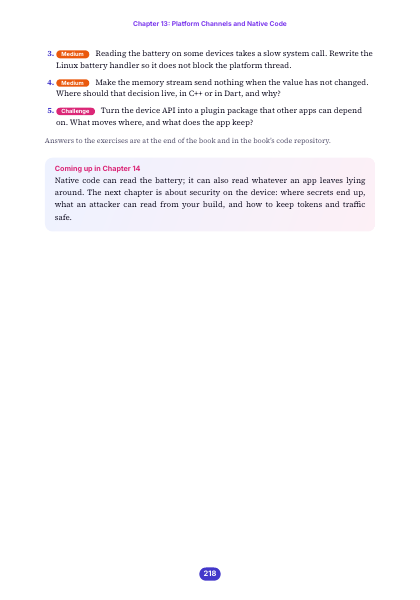 Chapter 13: Platform Channels and Native Code
3. Medium Reading the battery on some devices takes a slow system call. Rewrite the
Linux battery handler so it does not block the platform thread.
4. Medium Make the memory stream send nothing when the value has not changed.
Where should that decision live, in C++ or in Dart, and why?
5. Challenge Turn the device API into a plugin package that other apps can depend
on. What moves where, and what does the app keep?
Answers to the exercises are at the end of the book and in the book's code repository.
Coming up in Chapter 14
Native code can read the battery; it can also read whatever an app leaves lying
around. The next chapter is about security on the device: where secrets end up,
what an attacker can read from your build, and how to keep tokens and traffic
safe.
218